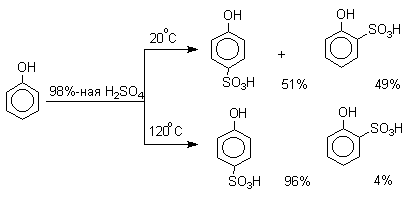 OH
SO₃H
20°C
+
OH
SO₃H
51%
49%
OH
98%-ная H₂SO₄
120°C
OH
SO₃H
96%
OH
SO₃H
4%